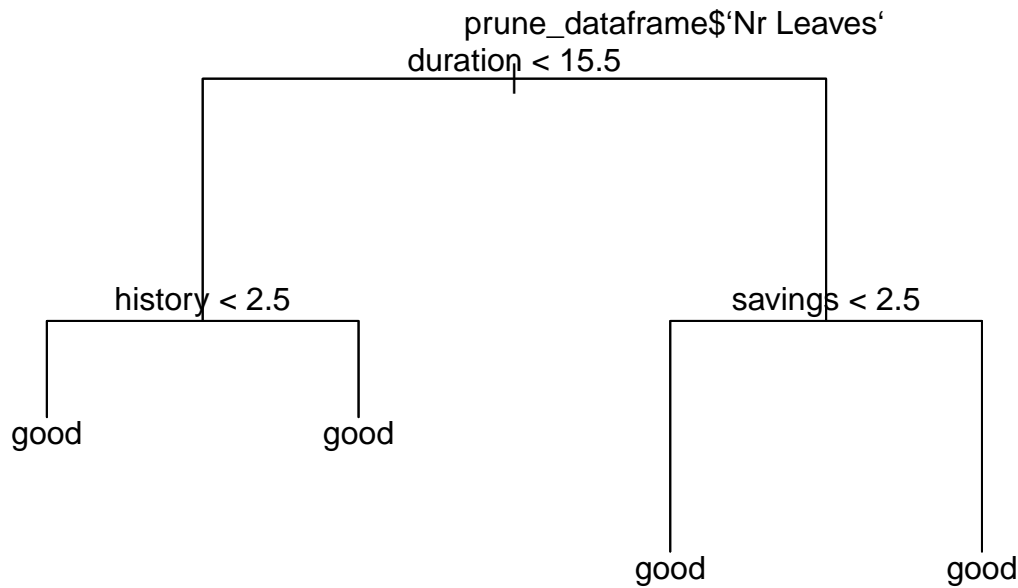 prune_dataframe$‘Nr Leaves‘
duration < 15.5
history < 2.5
savings < 2.5
good
good
good
good